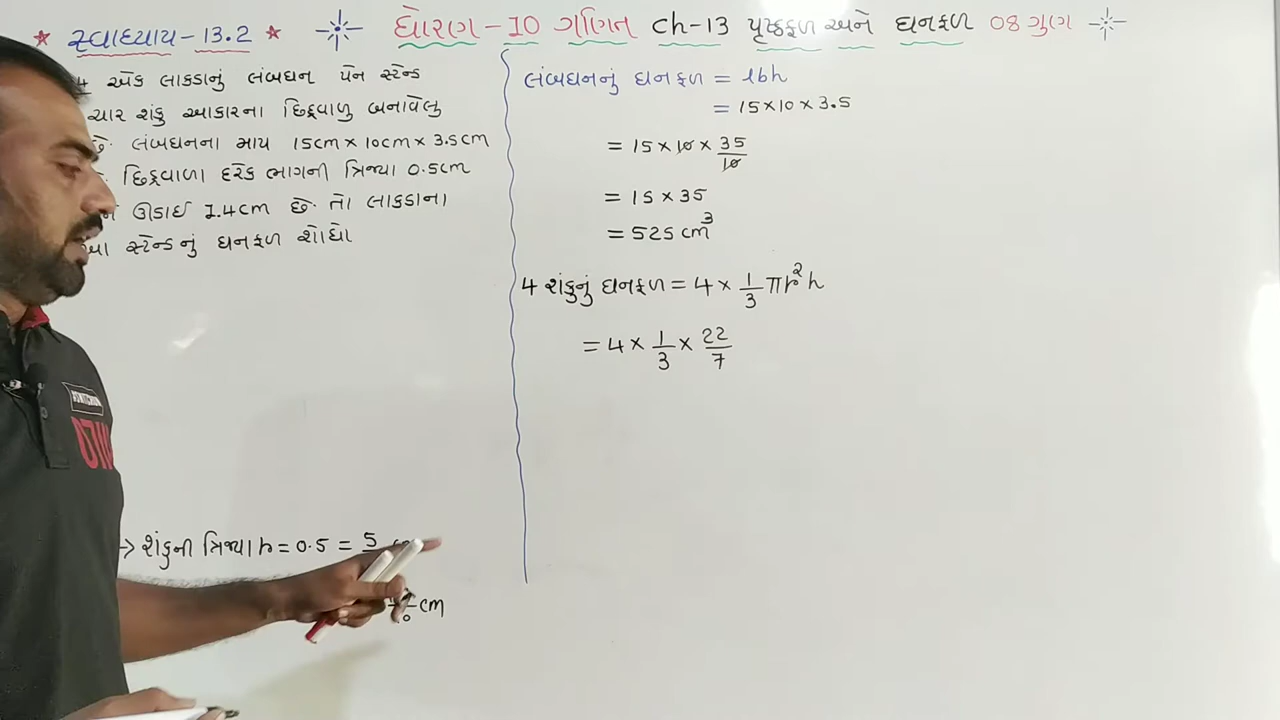 ★ સ્વાધ્યાય - 13.2 ★ ધોરણ - 10 ગણિત ch-13 પૃષ્ઠફળ અને ઘનફળ 08 ગુણ
4 એક લાકડાનું લંબઘન પેન સ્ટેન્ડ
ચાર શંકુ આકારના છિદ્રવાળુ બનાવેલુ
છે. લંબઘનના માપ 15cm × 10cm × 3.5cm
છિદ્રવાળા દરેક ભાગની ત્રિજ્યા 0.5cm
ઊંડાઈ 1.4cm છે. તો લાકડાના
સ્ટેન્ડનું ઘનફળ શોધો
→ શંકુની ત્રિજ્યા r = 0.5 = 5
cm
લંબઘનનું ઘનફળ = lbh
= 15 × 10 × 3.5
= 15 × 10 × 35/10
= 15 × 35
= 525 cm³
4 શંકુનું ઘનફળ = 4 × 1/3 πr²h
= 4 × 1/3 × 22/7